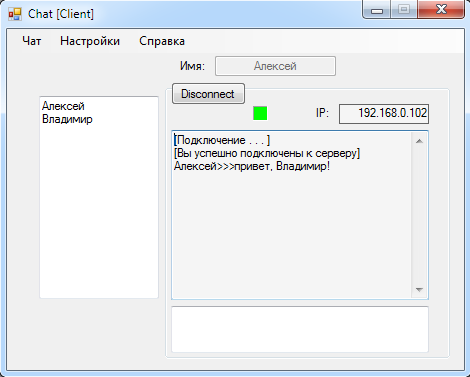 Chat [Client]
Чат Настройки Справка
Имя: Алексей
Disconnect
IP: 192.168.0.102
Алексей
Владимир
[Подключение . . . ]
[Вы успешно подключены к серверу]
Алексей>>>привет, Владимир!